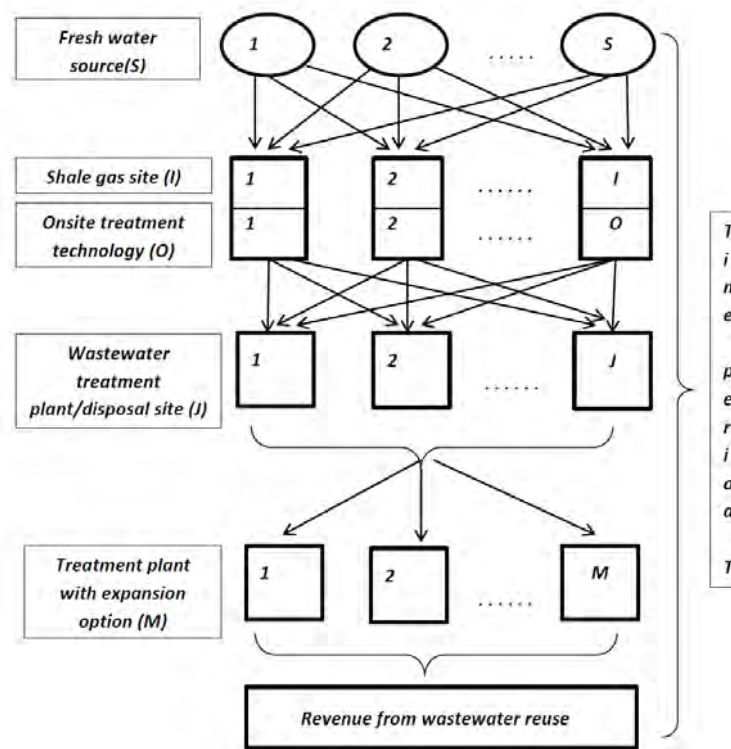 Fresh water
source(S)
1
2
.....
S
Shale gas site (I)
1
2
......
I
Onsite treatment
technology (O)
1
2
......
O
Wastewater
treatment
plant/disposal site (J)
1
2
......
J
Treatment plant
with expansion
option (M)
1
2
......
M
Revenue from wastewater reuse
T
i
m
e
p
e
r
i
o
d
T